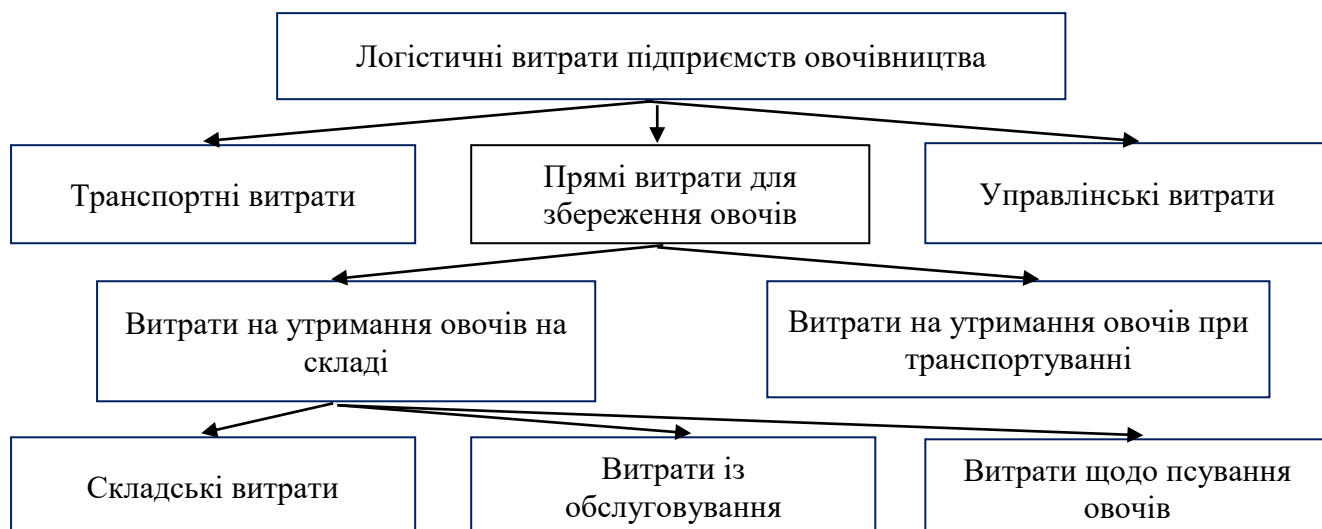 Логістичні витрати підприємств овочівництва
Транспортні витрати
Прямі витрати для
збереження овочів
Управлінські витрати
Витрати на утримання овочів на
складі
Витрати на утримання овочів при
транспортуванні
Складські витрати
Витрати із
обслуговування
Витрати щодо псування
овочів